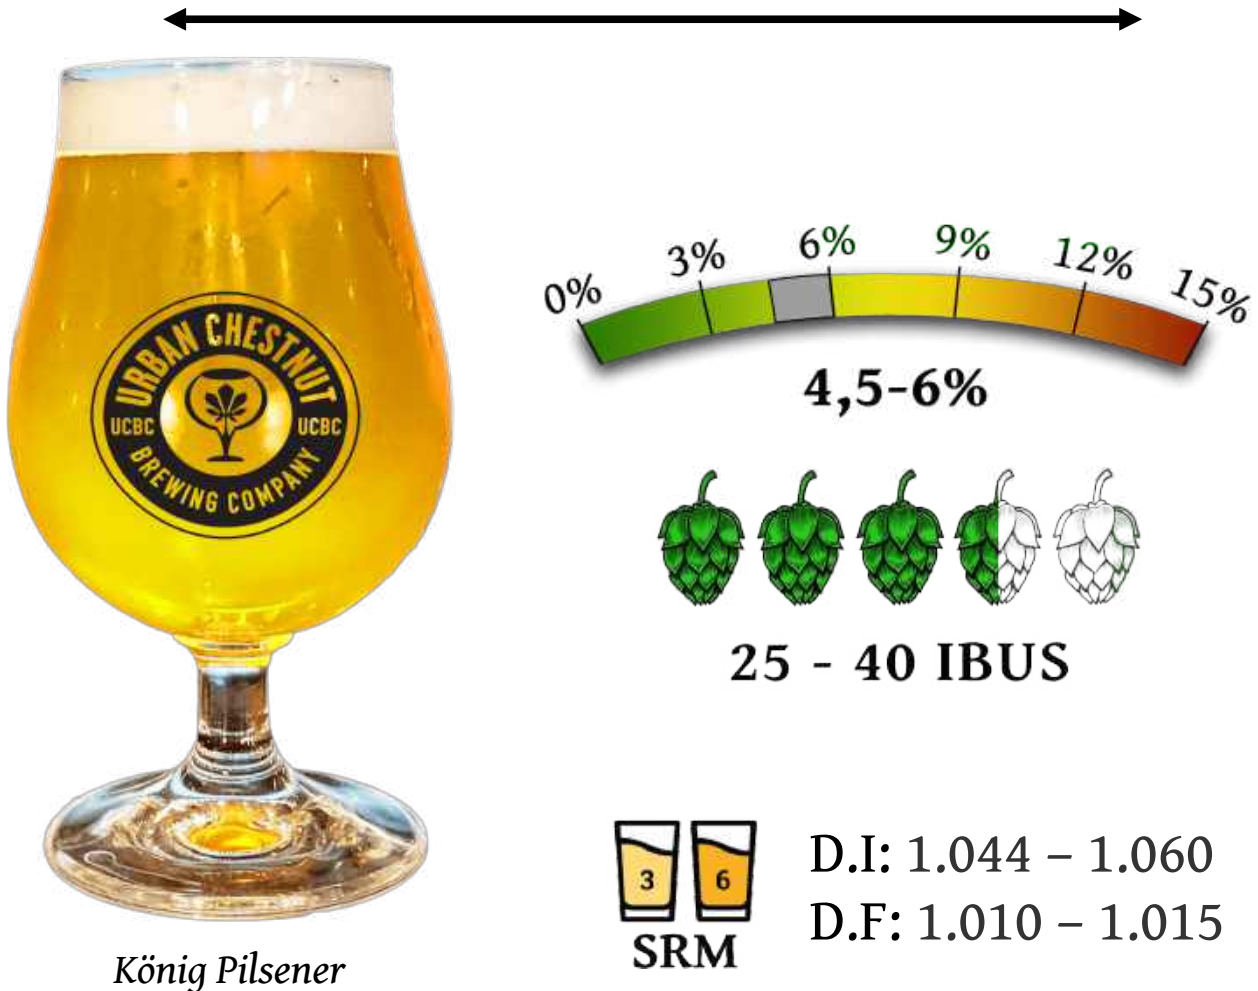 URBAN CHESTNUT
UCBC UCBC
BREWING COMPANY
König Pilsener
0% 3% 6% 9% 12% 15%
4,5-6%
25 - 40 IBUS
3 6
SRM
D.I: 1.044 – 1.060
D.F: 1.010 – 1.015